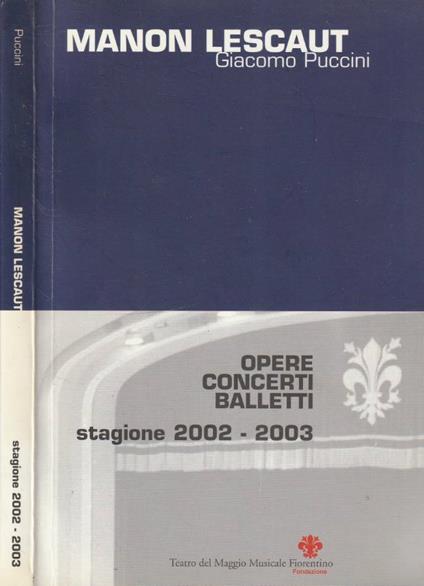 Puccini
MANON LESCAUT
stagione 2002 - 2003
MANON LESCAUT
Giacomo Puccini
OPERE
CONCERTI
BALLETTI
stagione 2002 - 2003
Teatro del Maggio Musicale Fiorentino
Fondazione